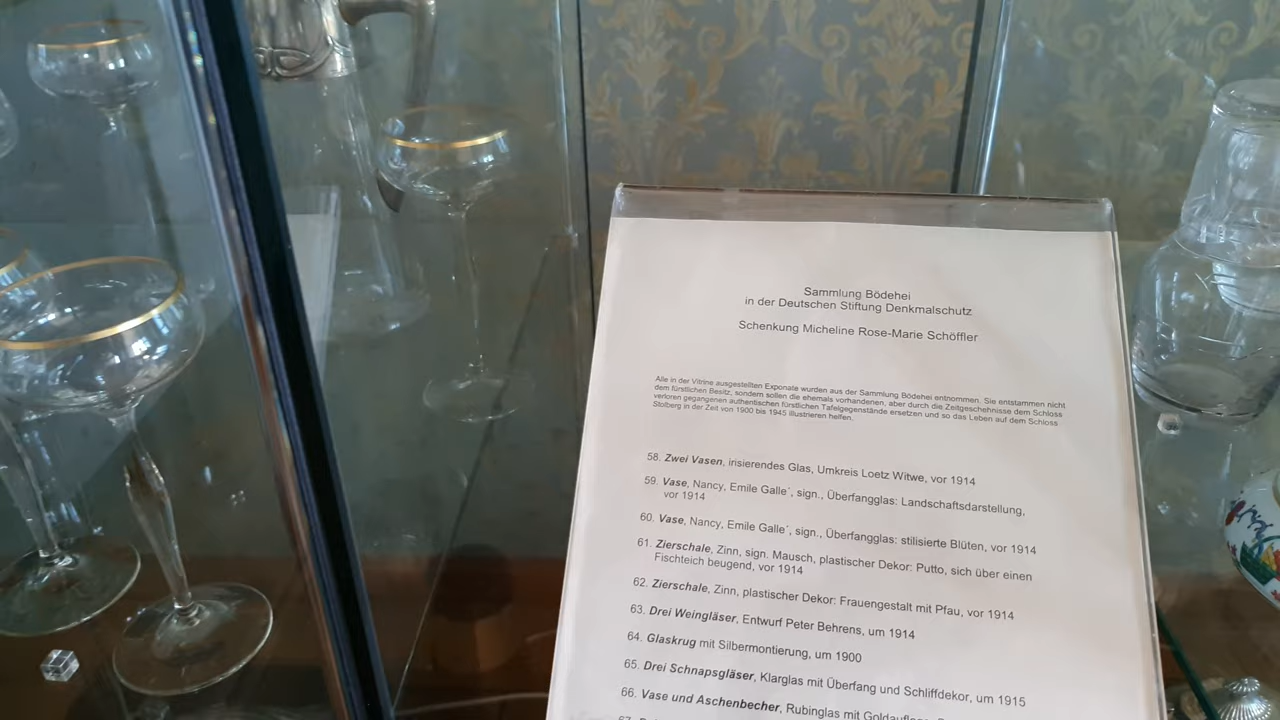 Sammlung Bödehei
in der Deutschen Stiftung Denkmalschutz
Schenkung Micheline Rose-Marie Schöffler
Alle in der Vitrine ausgestellten Exponate wurden aus der Sammlung Bödehei entnommen. Sie entstammen nicht
dem fürstlichen Besitz, sondern sollen die ehemals vorhandenen, aber durch die Zeitgeschehnisse dem Schloss
verloren gegangenen authentischen fürstlichen Tafelgegenstände ersetzen und so das Leben auf dem Schloss
Stolberg in der Zeit von 1900 bis 1945 illustrieren helfen.
58. Zwei Vasen, irisierendes Glas, Umkreis Loetz Witwe, vor 1914
59. Vase, Nancy, Emile Galle´, sign., Überfangglas: Landschaftsdarstellung,
vor 1914
60. Vase, Nancy, Emile Galle´, sign., Überfangglas: stilisierte Blüten, vor 1914
61. Zierschale, Zinn, sign. Mausch, plastischer Dekor: Putto, sich über einen
Fischteich beugend, vor 1914
62. Zierschale, Zinn, plastischer Dekor: Frauengestalt mit Pfau, vor 1914
63. Drei Weingläser, Entwurf Peter Behrens, um 1914
64. Glaskrug mit Silbermontierung, um 1900
65. Drei Schnapsgläser, Klarglas mit Überfang und Schliffdekor, um 1915
66. Vase und Aschenbecher, Rubinglas mit